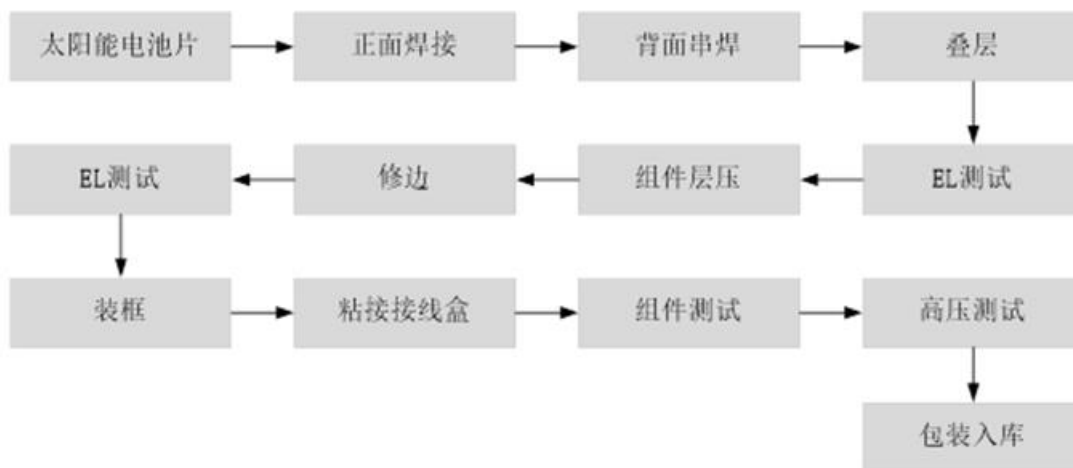 太阳能电池片
正面焊接
背面串焊
叠层
EL测试
组件层压
修边
EL测试
装框
粘接接线盒
组件测试
高压测试
包装入库